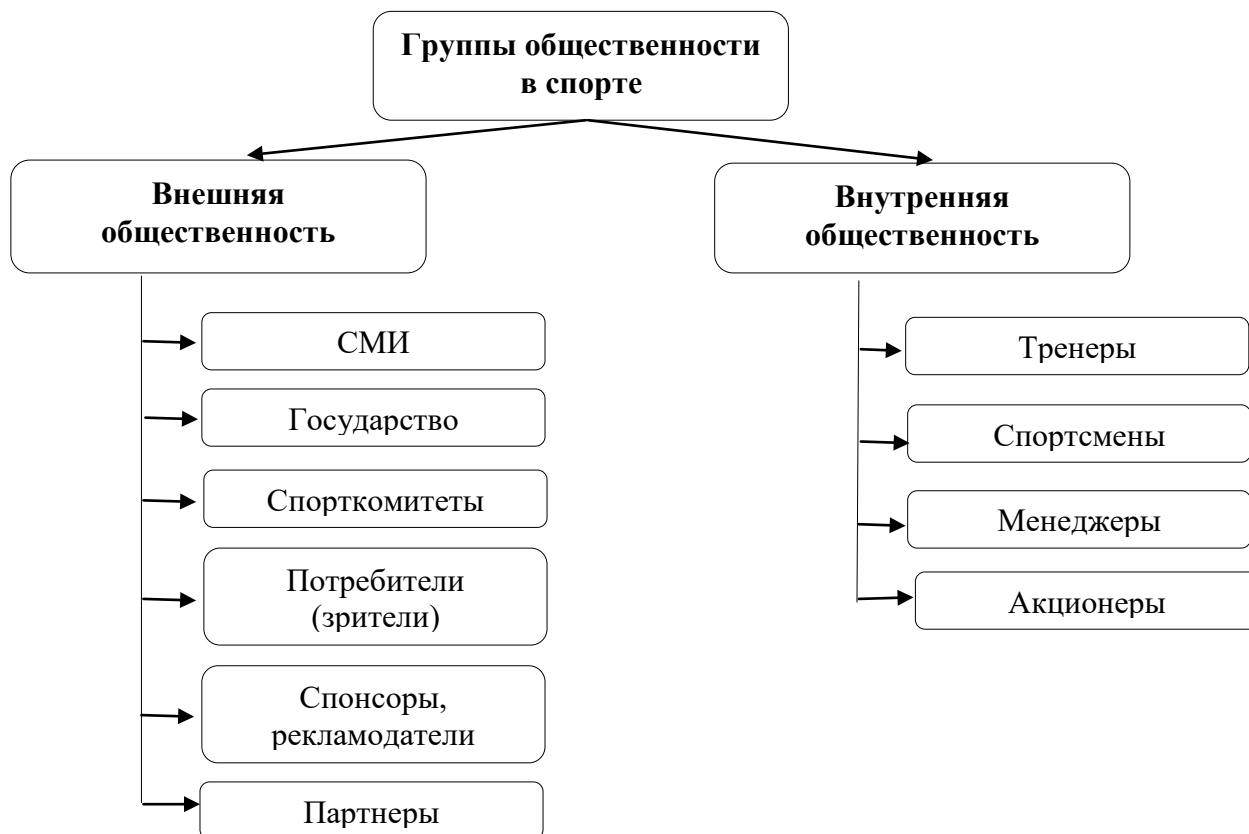 Группы общественности
в спорте
Внешняя
общественность
СМИ
Государство
Спорткомитеты
Потребители
(зрители)
Спонсоры,
рекламодатели
Партнеры
Внутренняя
общественность
Тренеры
Спортсмены
Менеджеры
Акционеры